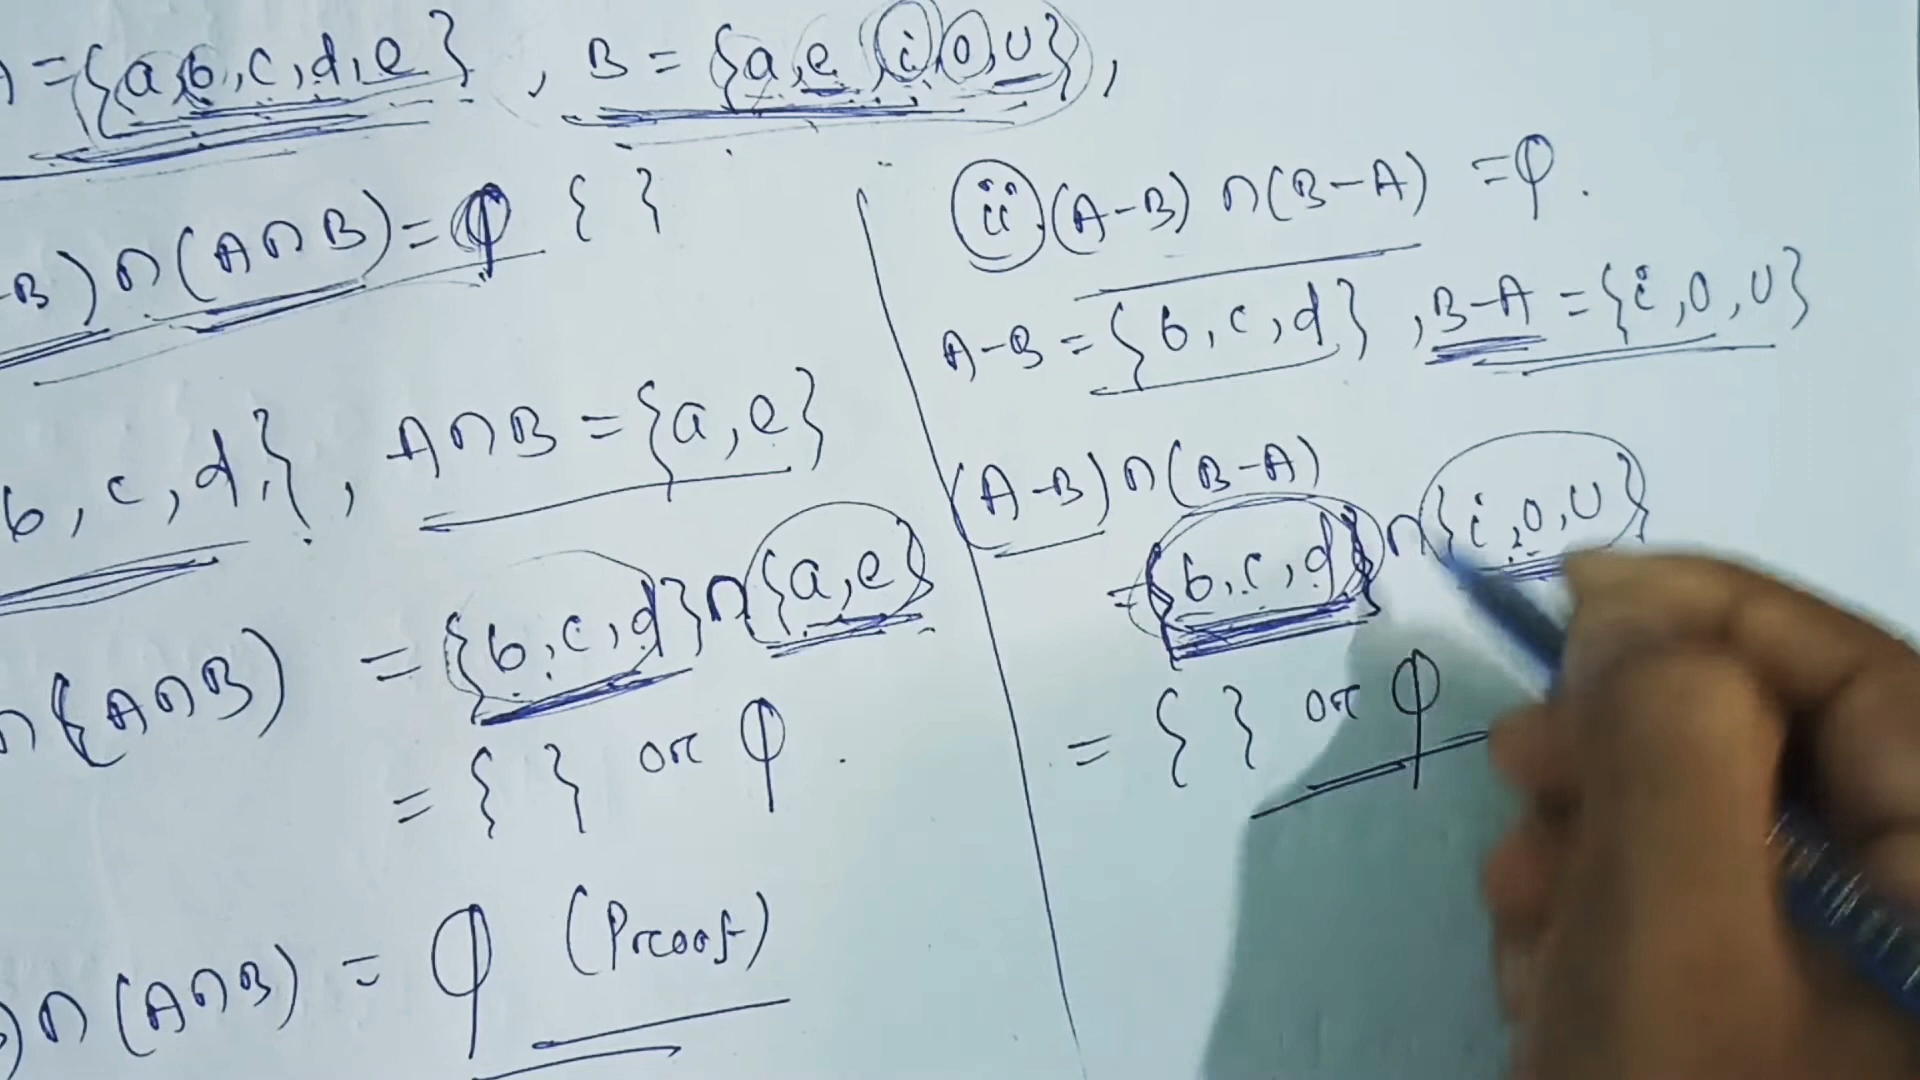 A = {a, b, c, d, e}, B = {a, e, i, o, u},
-B) ∩ (A∩B) = φ { }
b, c, d, }, A∩B = {a, e}
∩ (A∩B) = {b, c, d} ∩ {a, e}
= { } or φ.
) ∩ (A∩B) = φ (Proof)
(ii) (A-B) ∩ (B-A) = φ.
A-B = {b, c, d}, B-A = {i, o, u}
(A-B) ∩ (B-A)
= {b, c, d} ∩ {i, o, u}
= { } or φ